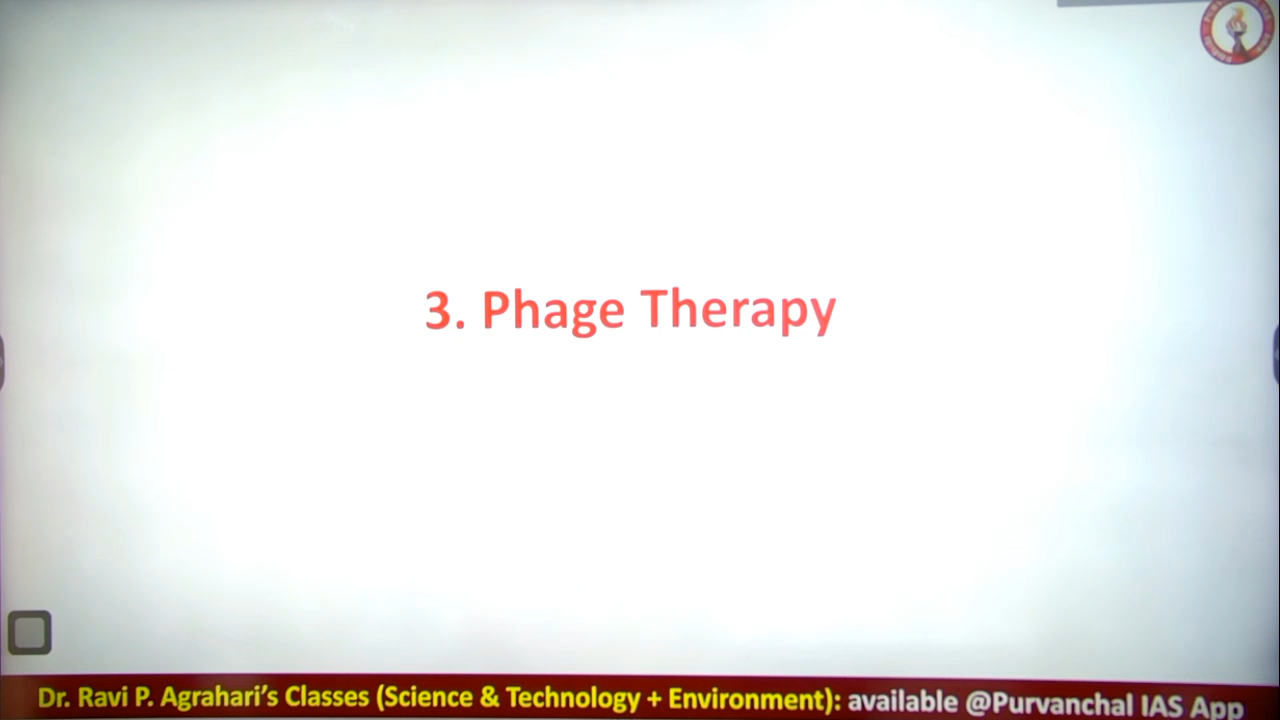 3. Phage Therapy
Dr. Ravi P. Agrahari's Classes (Science & Technology + Environment): available @Purvanchal IAS App